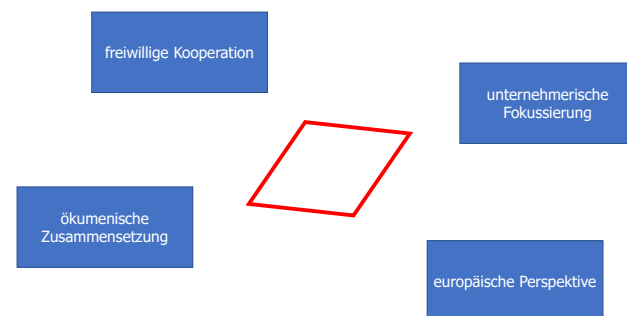 freiwillige Kooperation
unternehmerische
Fokussierung
ökumenische
Zusammensetzung
europäische Perspektive